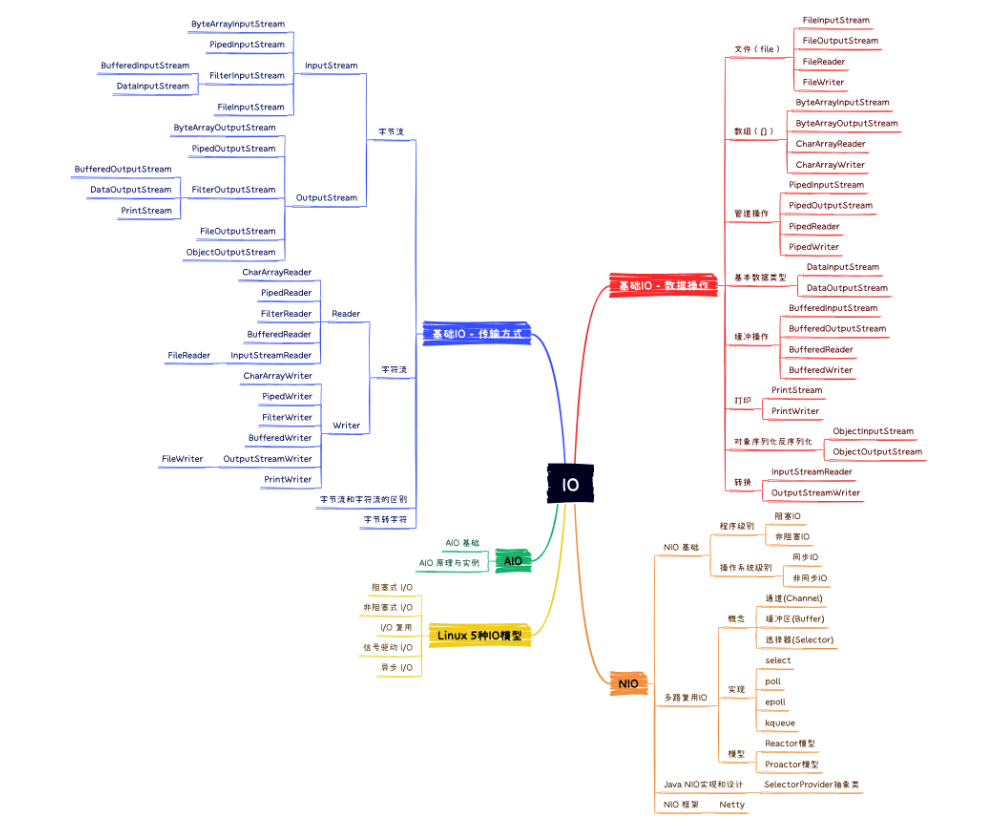 IO
基础IO - 传输方式
字节流
InputStream
ByteArrayInputStream
PipedInputStream
FilterInputStream
BufferedInputStream
DataInputStream
FileInputStream
OutputStream
ByteArrayOutputStream
PipedOutputStream
FilterOutputStream
BufferedOutputStream
DataOutputStream
PrintStream
FileOutputStream
ObjectOutputStream
字符流
Reader
CharArrayReader
PipedReader
FilterReader
BufferedReader
InputStreamReader
FileReader
Writer
CharArrayWriter
PipedWriter
FilterWriter
BufferedWriter
OutputStreamWriter
FileWriter
PrintWriter
字节流和字符流的区别
字节转字符
AIO
AIO 基础
AIO 原理与实例
Linux 5种IO模型
阻塞式 I/O
非阻塞式 I/O
I/O 复用
信号驱动 I/O
异步 I/O
基础IO - 数据操作
文件（file）
FileInputStream
FileOutputStream
FileReader
FileWriter
数组（[]）
ByteArrayInputStream
ByteArrayOutputStream
CharArrayReader
CharArrayWriter
管道操作
PipedInputStream
PipedOutputStream
PipedReader
PipedWriter
基本数据类型
DataInputStream
DataOutputStream
缓冲操作
BufferedInputStream
BufferedOutputStream
BufferedReader
BufferedWriter
打印
PrintStream
PrintWriter
对象序列化反序列化
ObjectInputStream
ObjectOutputStream
转换
InputStreamReader
OutputStreamWriter
NIO
NIO 基础
程序级别
阻塞IO
非阻塞IO
操作系统级别
同步IO
非同步IO
多路复用IO
概念
通道(Channel)
缓冲区(Buffer)
选择器(Selector)
实现
select
poll
epoll
kqueue
模型
Reactor模型
Proactor模型
Java NIO实现和设计
SelectorProvider抽象类
NIO 框架
Netty